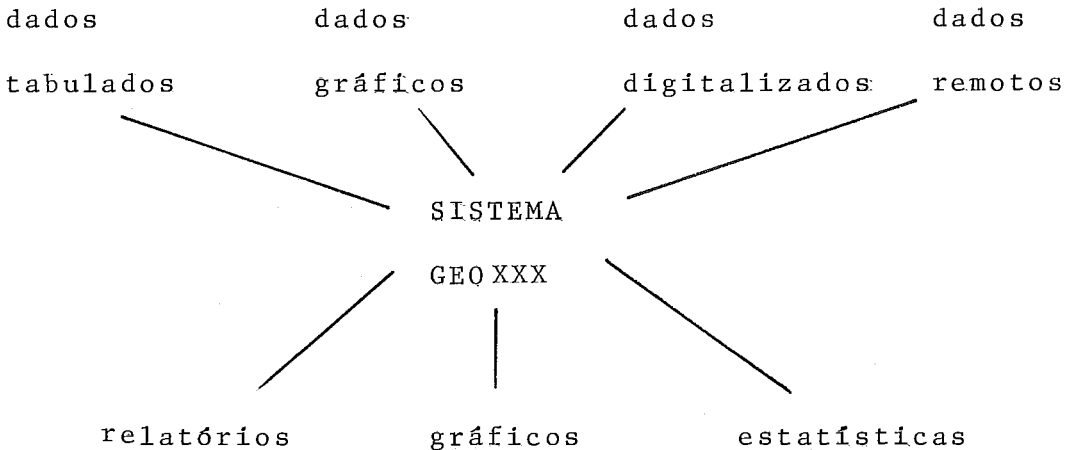 dados dados dados dados
tabulados gráficos digitalizados remotos
SISTEMA
GEO XXX
relatórios gráficos estatísticas